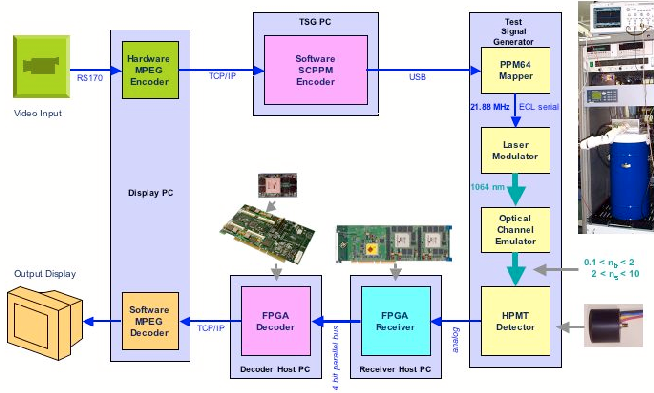 TSG PC
Test
Signal
Generator
Hardware
MPEG
Encoder
Software
SCPPM
Encoder
PPM64
Mapper
RS170
TCP/IP
USB
Video Input
21.88 MHz
ECL serial
Laser
Modulator
1064 nm
Display PC
Optical
Channel
Emulator
0.1 < nb < 2
2 < ns < 10
Output Display
Software
MPEG
Decoder
TCP/IP
FPGA
Decoder
4 bit parallel bus
FPGA
Receiver
analog
HPMT
Detector
Decoder Host PC
Receiver Host PC